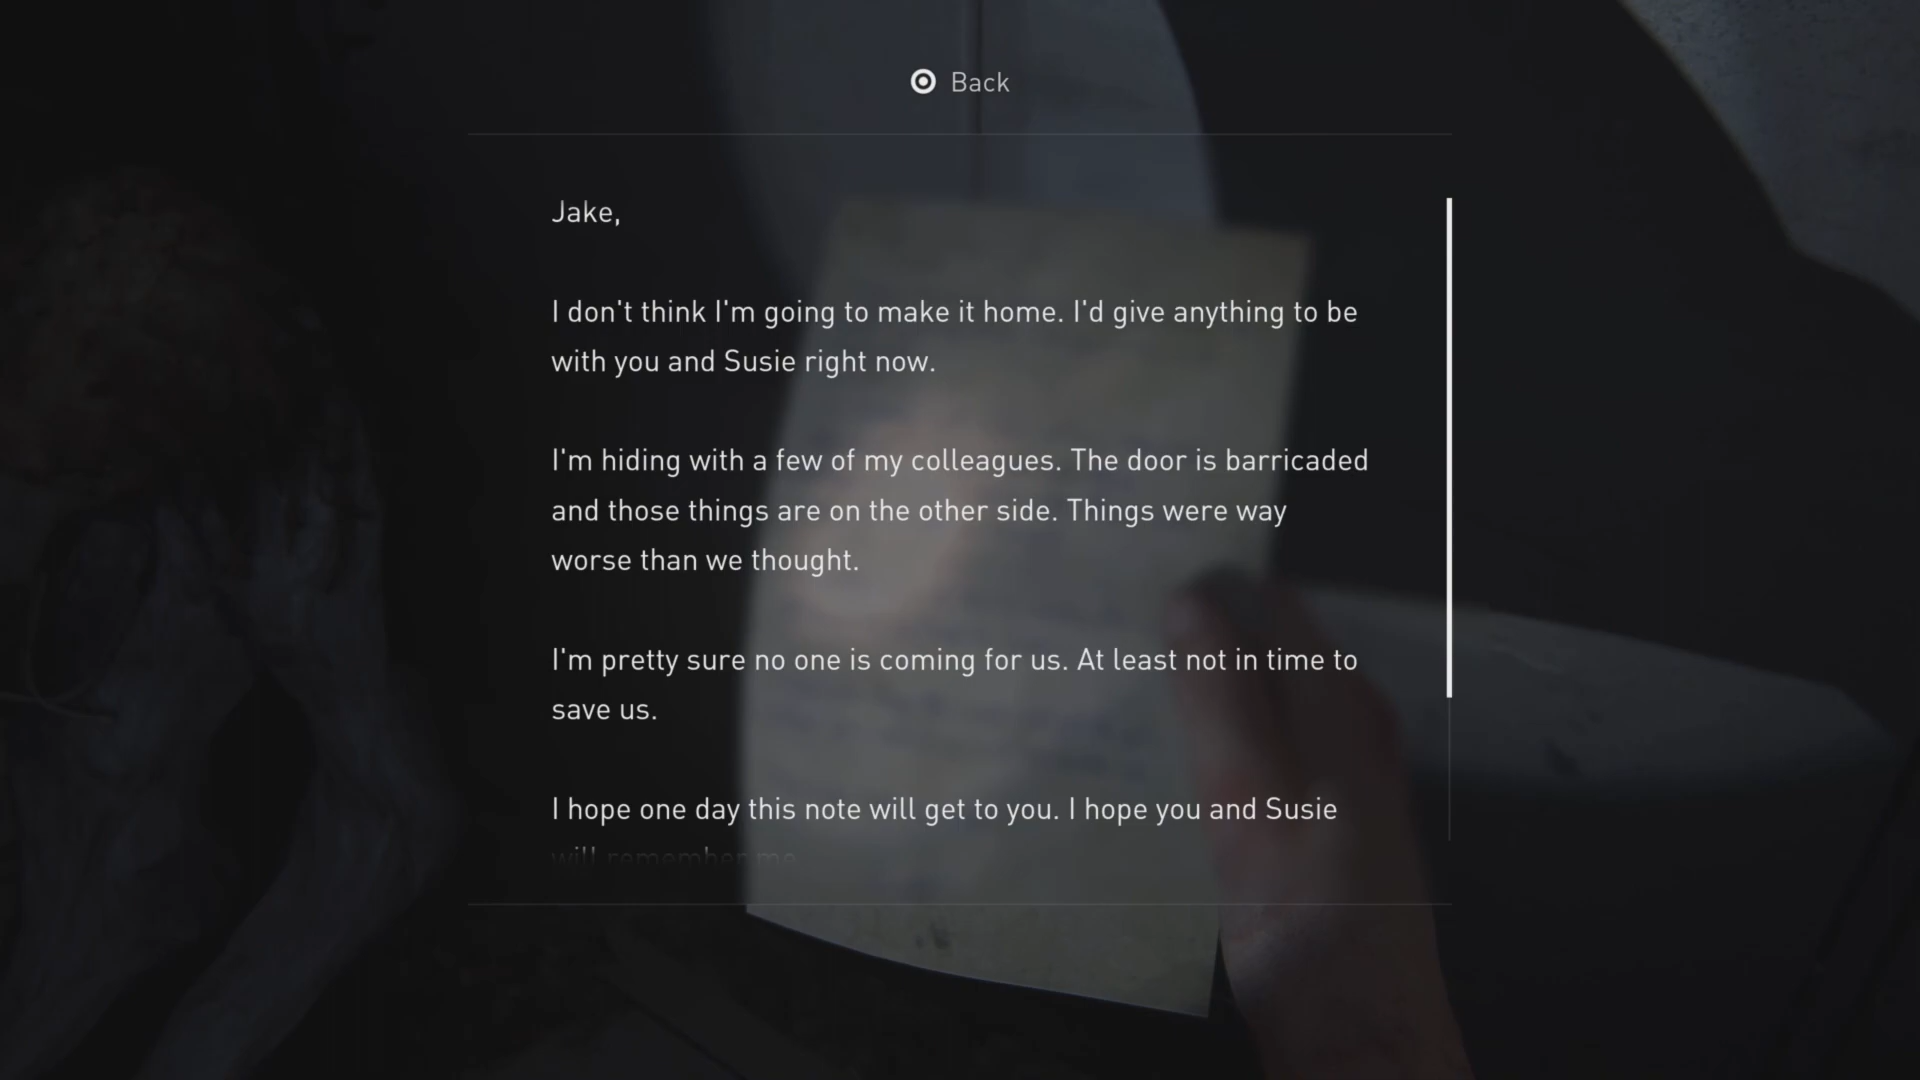 Back
Jake,
I don't think I'm going to make it home. I'd give anything to be
with you and Susie right now.
I'm hiding with a few of my colleagues. The door is barricaded
and those things are on the other side. Things were way
worse than we thought.
I'm pretty sure no one is coming for us. At least not in time to
save us.
I hope one day this note will get to you. I hope you and Susie
will remember me